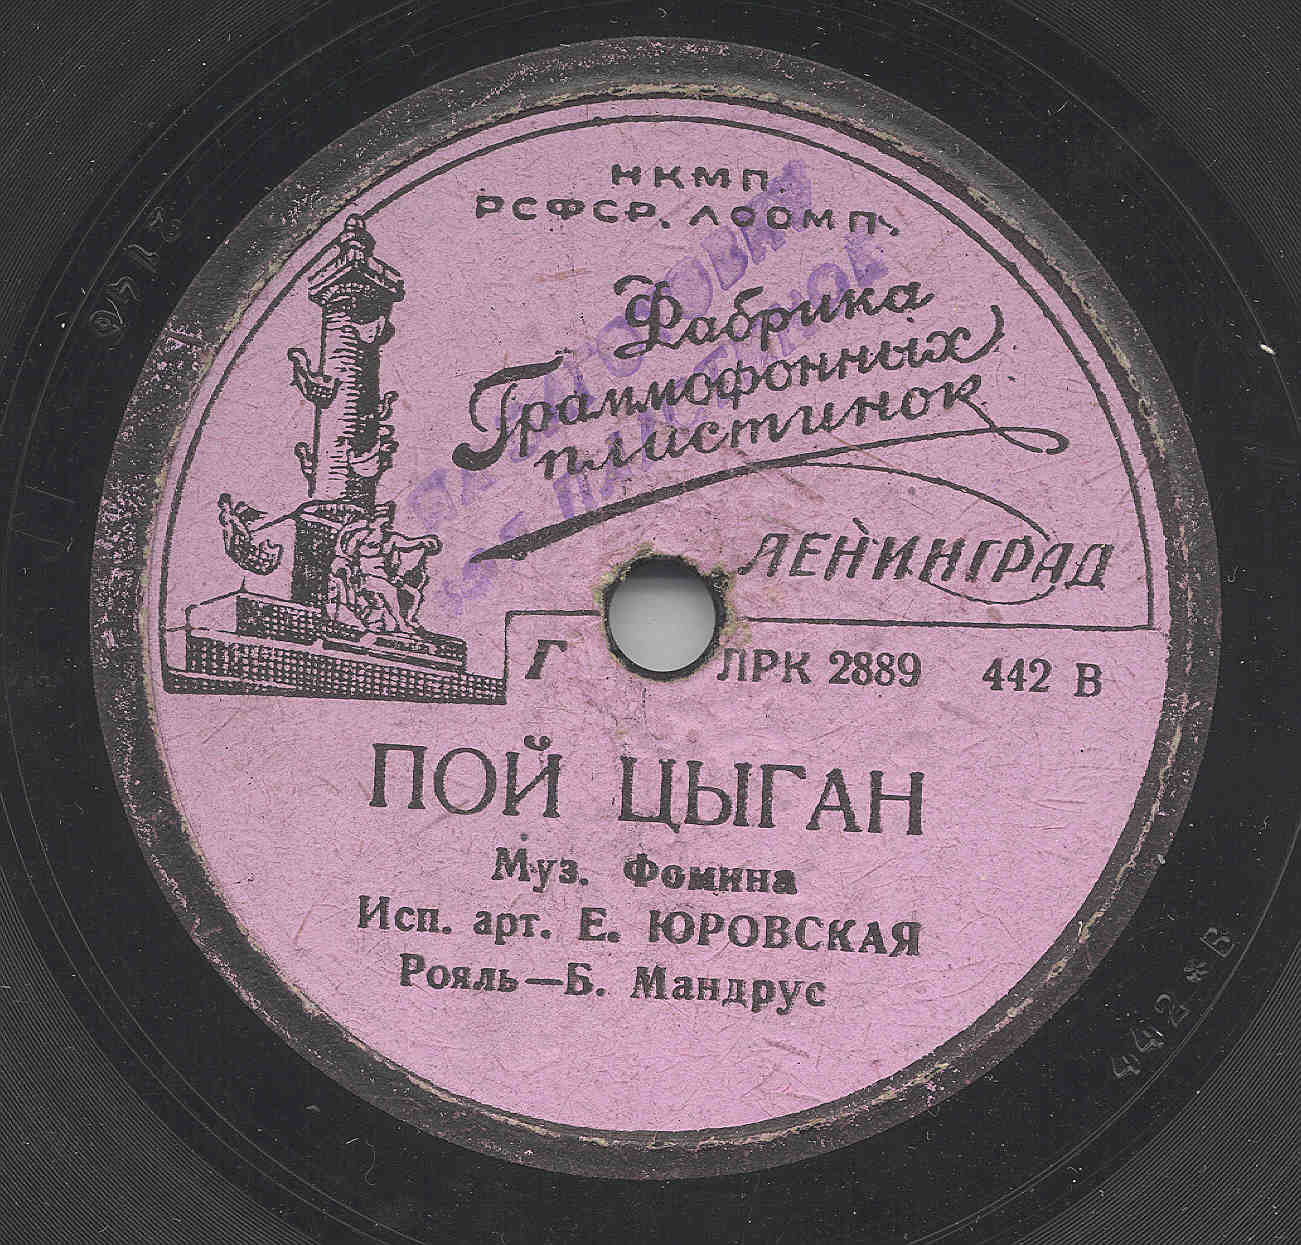 НКМП.
РСФСР. ЛООМП.
Фабрика
Граммофонных
пластинок
ЛЕНИНГРАД
Г ЛРК 2889 442 В
ПОЙ ЦЫГАН
Муз. Фомина
Исп. арт. Е. ЮРОВСКАЯ
Рояль—Б. Мандрус
442*В